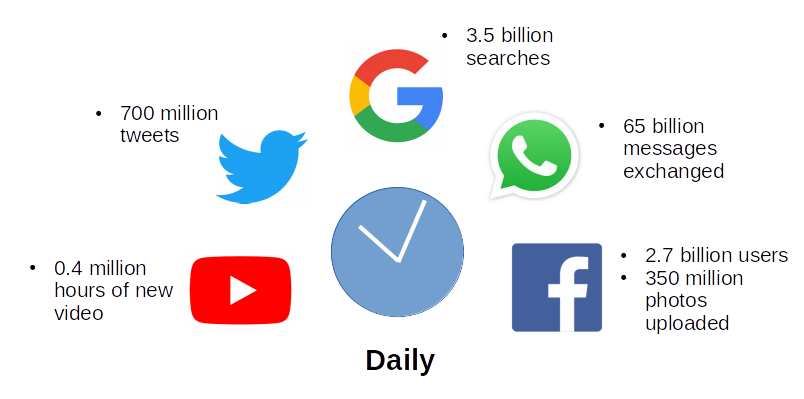 • 3.5 billion
searches
• 700 million
tweets
• 65 billion
messages
exchanged
• 0.4 million
hours of new
video
• 2.7 billion users
• 350 million
photos
uploaded
Daily